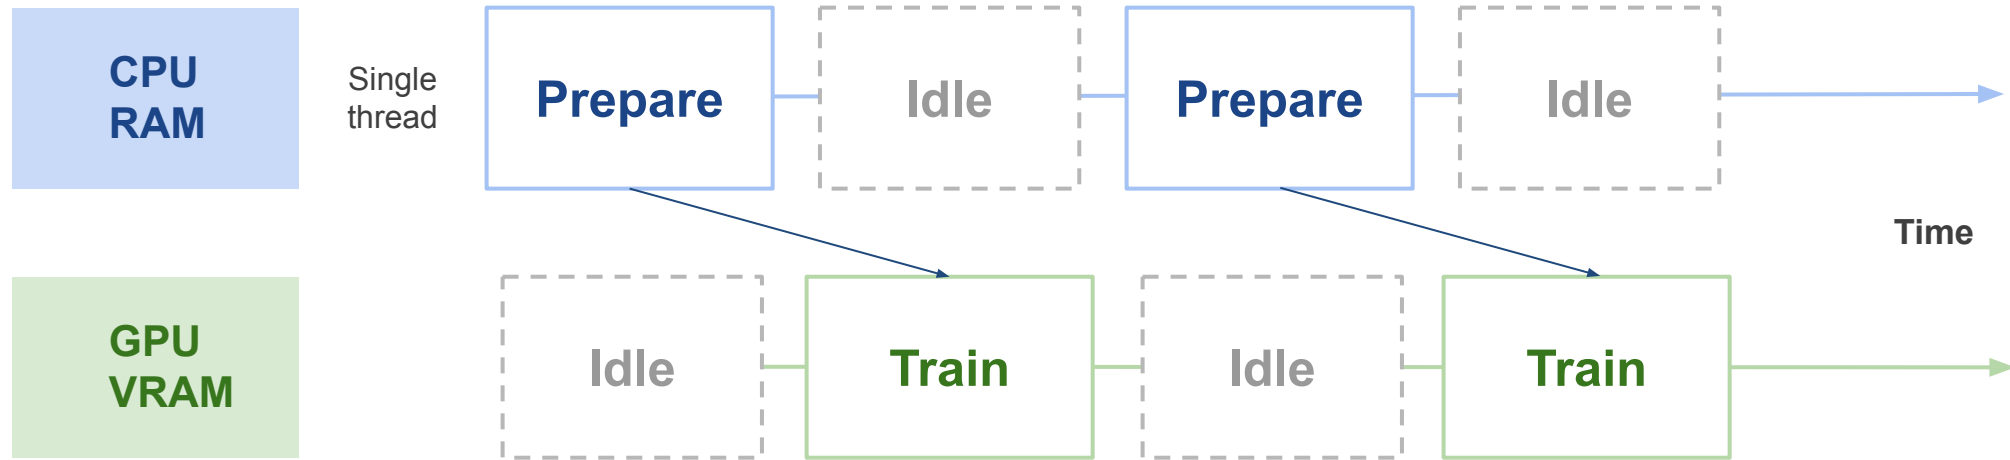 CPU
RAM
Single
thread
Prepare
Idle
Prepare
Idle
Time
GPU
VRAM
Idle
Train
Idle
Train